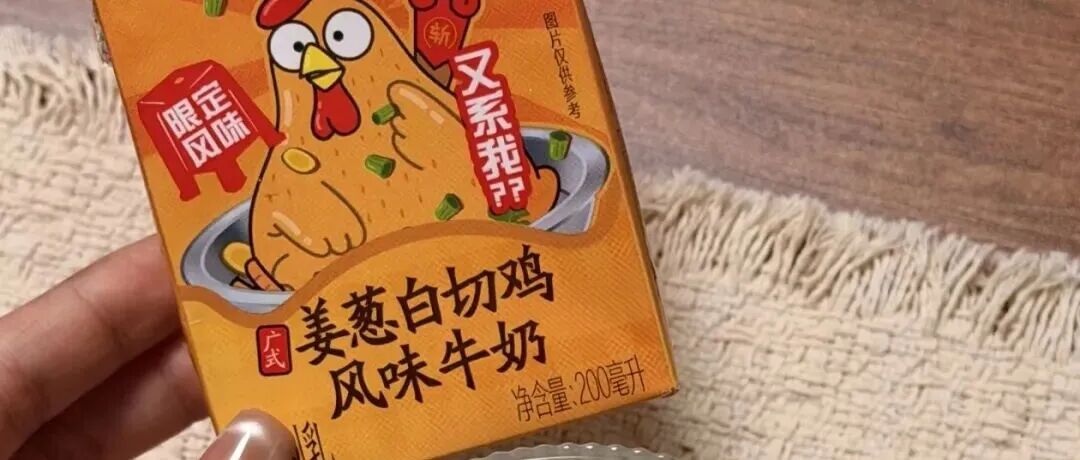 新
图片仅供参考
限定
风味
又系我??
广式
姜葱白切鸡
风味牛奶
净含量:200毫升